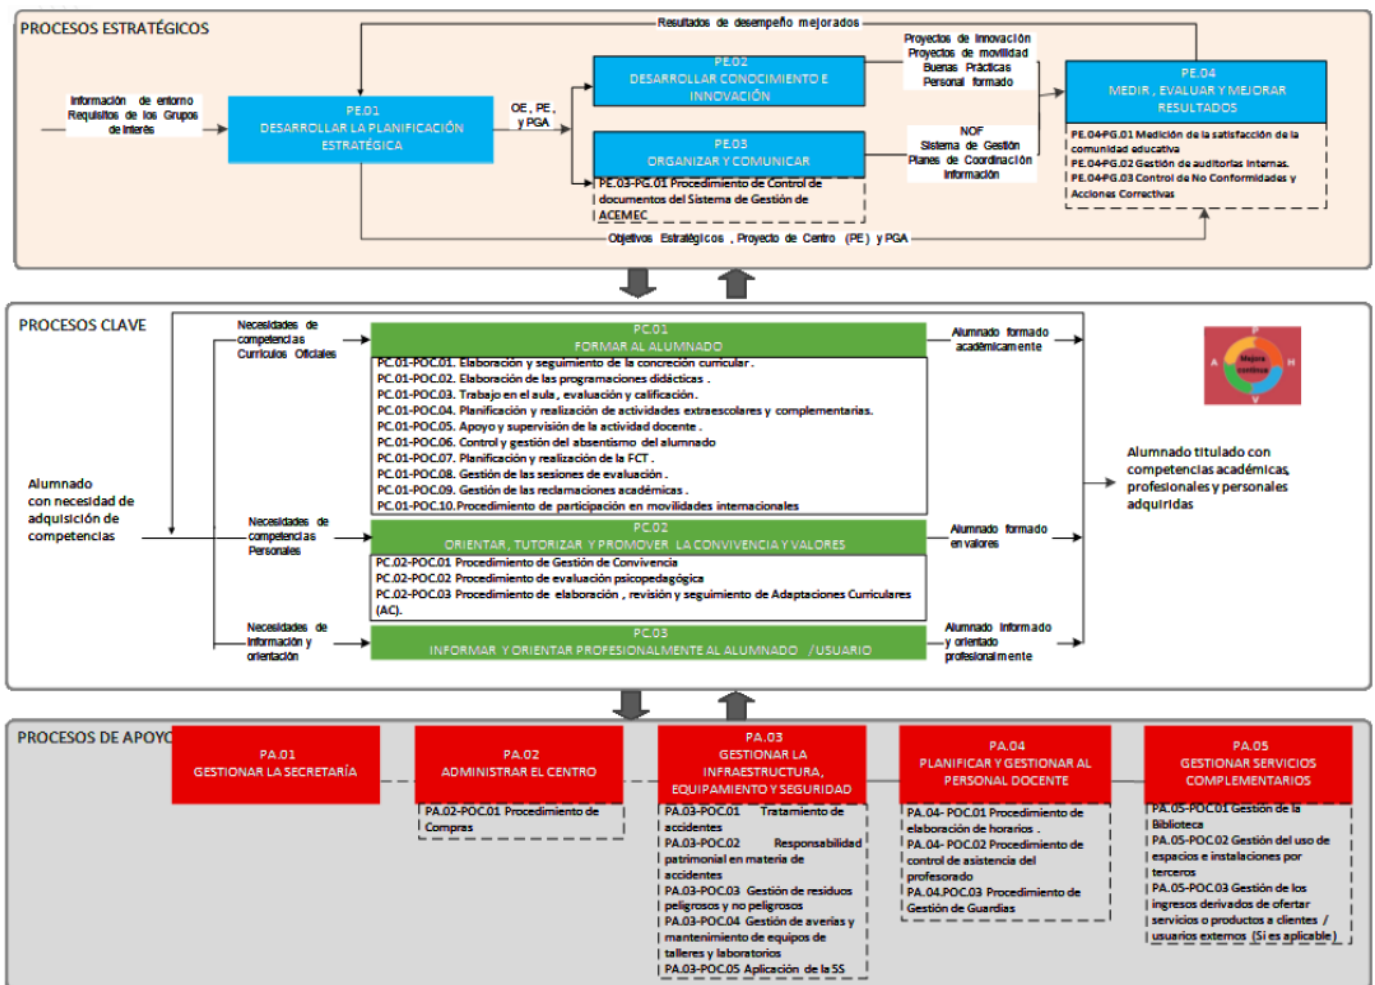 PROCESOS ESTRATÉGICOS
Resultados de desempeño mejorados
Información de entorno
Requisitos de los Grupos
de Interés
PE.01
DESARROLLAR LA PLANIFICACIÓN
ESTRATÉGICA
OE, PE,
y PGA
PE.02
DESARROLLAR CONOCIMIENTO E
INNOVACIÓN
PE.03
ORGANIZAR Y COMUNICAR
PE.03-PG.01 Procedimiento de Control de
documentos del Sistema de Gestión de
ACEMEC
Proyectos de Innovación
Proyectos de movilidad
Buenas Prácticas
Personal formado
NOF
Sistema de Gestión
Planes de Coordinación
Información
PE.04
MEDIR , EVALUAR Y MEJORAR
RESULTADOS
PE.04-PG.01 Medición de la satisfacción de la
comunidad educativa
PE.04-PG.02 Gestión de auditorías internas.
PE.04-PG.03 Control de No Conformidades y
Acciones Correctivas
Objetivos Estratégicos , Proyecto de Centro (PE) y PGA
PROCESOS CLAVE
Alumnado
con necesidad de
adquisición de
competencias
Necesidades de
competencias
Currículos Oficiales
PC.01
FORMAR AL ALUMNADO
PC.01-POC.01. Elaboración y seguimiento de la concreción curricular .
PC.01-POC.02. Elaboración de las programaciones didácticas .
PC.01-POC.03. Trabajo en el aula, evaluación y calificación.
PC.01-POC.04. Planificación y realización de actividades extraescolares y complementarias.
PC.01-POC.05. Apoyo y supervisión de la actividad docente .
PC.01-POC.06. Control y gestión del absentismo del alumnado
PC.01-POC.07. Planificación y realización de la FCT .
PC.01-POC.08. Gestión de las sesiones de evaluación .
PC.01-POC.09. Gestión de las reclamaciones académicas .
PC.01-POC.10.Procedimiento de participación en movilidades internacionales
Alumnado formado
académicamente
Necesidades de
competencias
Personales
PC.02
ORIENTAR, TUTORIZAR Y PROMOVER LA CONVIVENCIA Y VALORES
PC.02-POC.01 Procedimiento de Gestión de Convivencia
PC.02-POC.02 Procedimiento de evaluación psicopedagógica
PC.02-POC.03 Procedimiento de elaboración , revisión y seguimiento de Adaptaciones Curriculares
(AC).
Alumnado formado
en valores
Necesidades de
Información y
orientación
PC.03
INFORMAR Y ORIENTAR PROFESIONALMENTE AL ALUMNADO /USUARIO
Alumnado Informado
y orientado
profesionalmente
P
A
Mejora
continua
H
V
Alumnado titulado con
competencias académicas,
profesionales y personales
adquiridas
PROCESOS DE APOYO
PA.01
GESTIONAR LA SECRETARÍA
PA.02
ADMINISTRAR EL CENTRO
PA.02-POC.01 Procedimiento de
Compras
PA.03
GESTIONAR LA
INFRAESTRUCTURA,
EQUIPAMIENTO Y SEGURIDAD
PA.03-POC.01 Tratamiento de
accidentes
PA.03-POC.02 Responsabilidad
patrimonial en materia de
accidentes
PA.03-POC.03 Gestión de residuos
peligrosos y no peligrosos
PA.03-POC.04 Gestión de averías y
mantenimiento de equipos de
talleres y laboratorios
PA.03-POC.05 Aplicación de la 5S
PA.04
PLANIFICAR Y GESTIONAR AL
PERSONAL DOCENTE
PA.04- POC.01 Procedimiento de
elaboración de horarios .
PA.04- POC.02 Procedimiento de
control de asistencia del
profesorado
PA.04.POC.03 Procedimiento de
Gestión de Guardias
PA.05
GESTIONAR SERVICIOS
COMPLEMENTARIOS
PA.05-POC.01 Gestión de la
Biblioteca
PA.05-POC.02 Gestión del uso de
espacios e instalaciones por
terceros
PA.05-POC.03 Gestión de los
ingresos derivados de ofertar
servicios o productos a clientes /
usuarios externos (Si es aplicable)